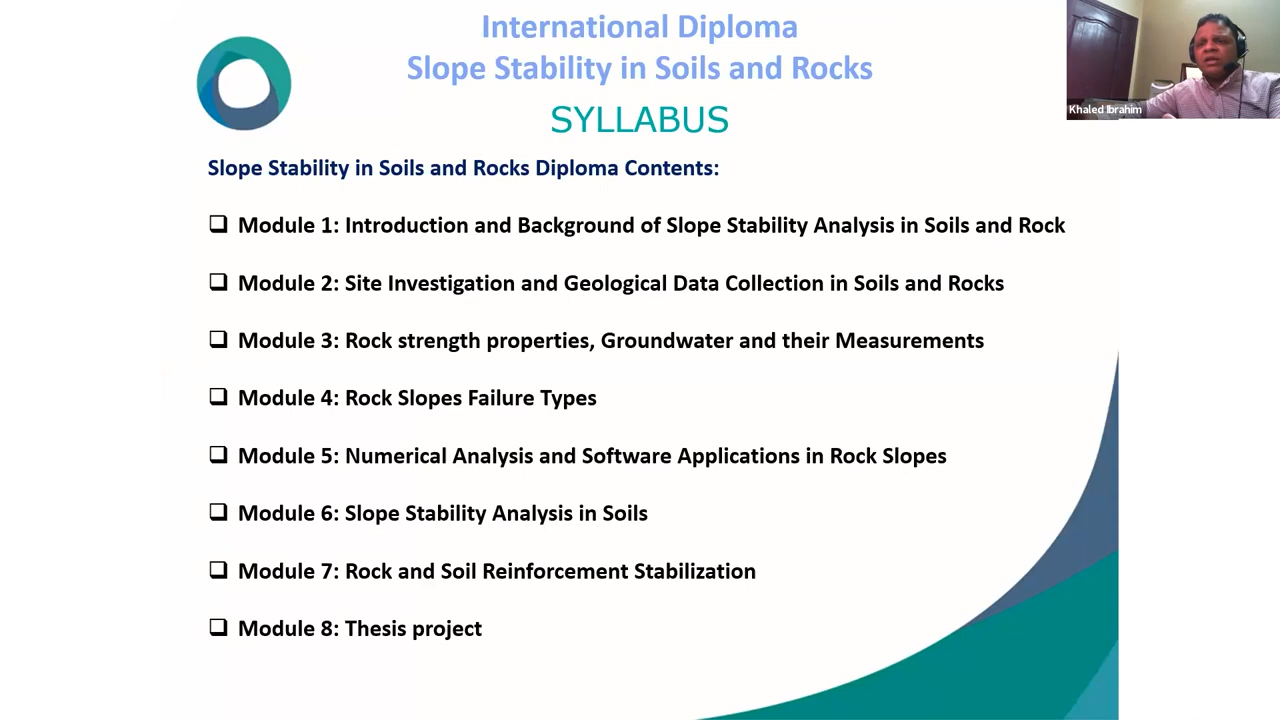 International Diploma
Slope Stability in Soils and Rocks
SYLLABUS
Khaled Ibrahim
Slope Stability in Soils and Rocks Diploma Contents:
Module 1: Introduction and Background of Slope Stability Analysis in Soils and Rock
Module 2: Site Investigation and Geological Data Collection in Soils and Rocks
Module 3: Rock strength properties, Groundwater and their Measurements
Module 4: Rock Slopes Failure Types
Module 5: Numerical Analysis and Software Applications in Rock Slopes
Module 6: Slope Stability Analysis in Soils
Module 7: Rock and Soil Reinforcement Stabilization
Module 8: Thesis project